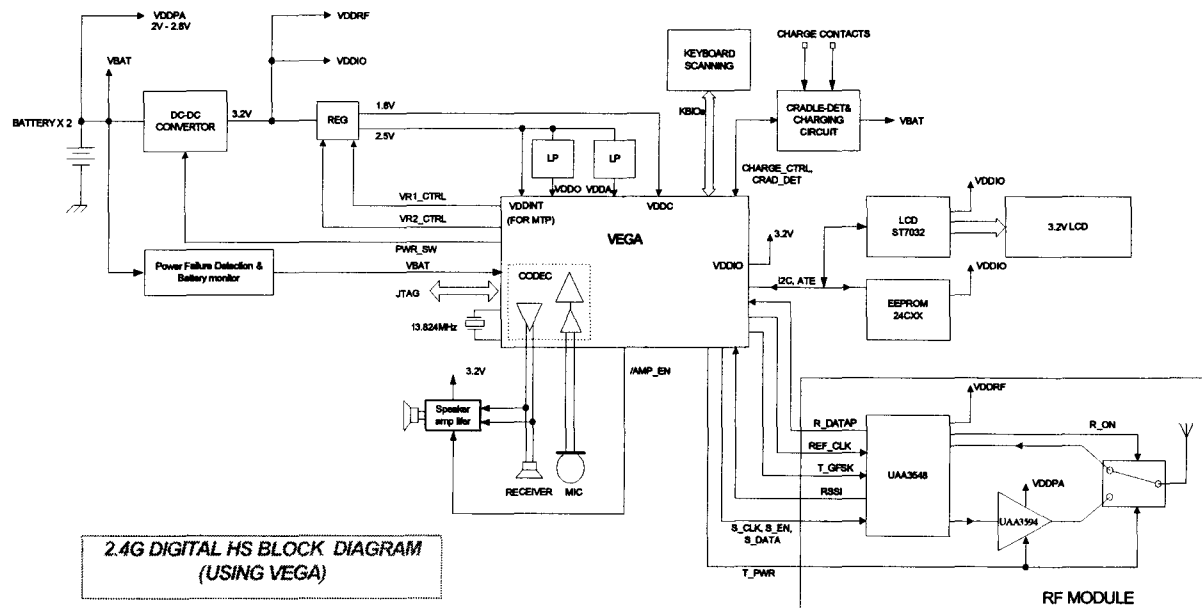 VDDPA
2V - 2.8V
VDDRF
VBAT
VDDIO
BATTERY X 2
DC-DC
CONVERTOR
3.2V
REG
1.8V
2.5V
LP
LP
KEYBOARD
SCANNING
KBIOs
CHARGE CONTACTS
CRADLE-DET&
CHARGING
CIRCUIT
VBAT
CHARGE_CTRL,
CRAD_DET
VR1_CTRL
VR2_CTRL
PWR_SW
VDDO
VDDA
VDDINT
(FOR MTP)
VDDC
VEGA
VDDIO
3.2V
I2C, ATE
LCD
ST7032
VDDIO
3.2V LCD
EEPROM
24CXX
VDDIO
Power Failure Detection &
Battery monitor
VBAT
JTAG
13.824MHz
CODEC
/AMP_EN
3.2V
Speaker
amp lifer
RECEIVER
MIC
R_DATAP
REF_CLK
T_GFSK
RSSI
S_CLK, S_EN,
S_DATA
T_PWR
UAA3548
VDDRF
R_ON
VDDPA
UAA3594
RF MODULE
2.4G DIGITAL HS BLOCK DIAGRAM
(USING VEGA)